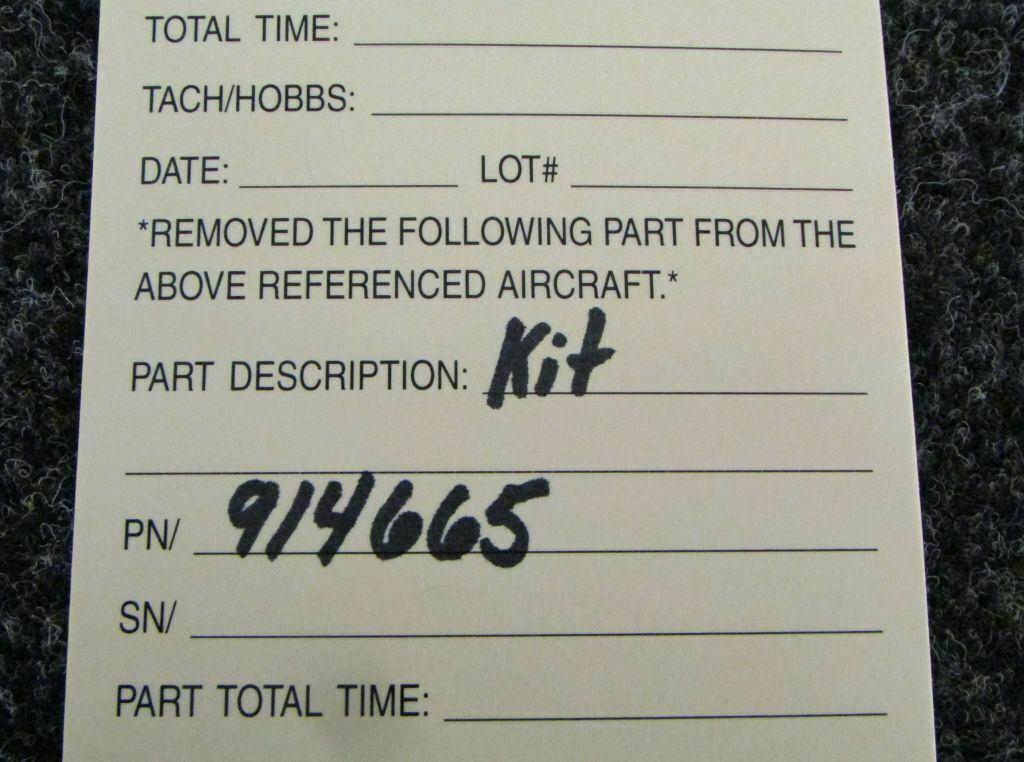 TOTAL TIME:
TACH/HOBBS:
DATE: LOT#
*REMOVED THE FOLLOWING PART FROM THE
ABOVE REFERENCED AIRCRAFT.*
PART DESCRIPTION: Kit
PN/ 914665
SN/
PART TOTAL TIME: